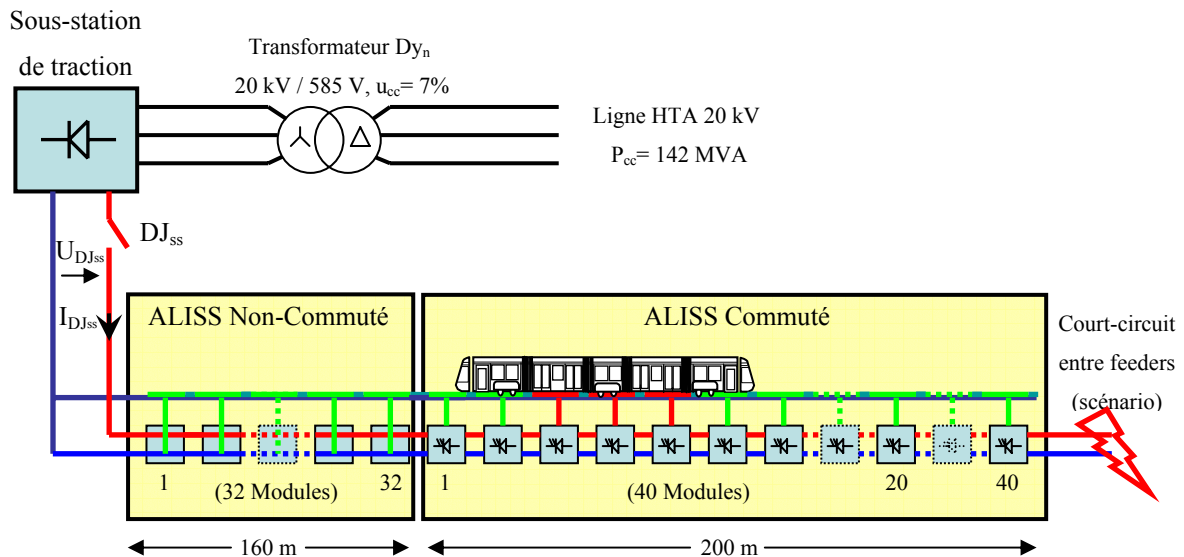 Sous-station
de traction
Transformateur Dyn
20 kV / 585 V, ucc= 7%
Ligne HTA 20 kV
Pcc= 142 MVA
DJss
UDJss
IDJss
ALISS Non-Commuté
ALISS Commuté
Court-circuit
entre feeders
(scénario)
1
(32 Modules)
32
1
(40 Modules)
20
40
160 m
200 m